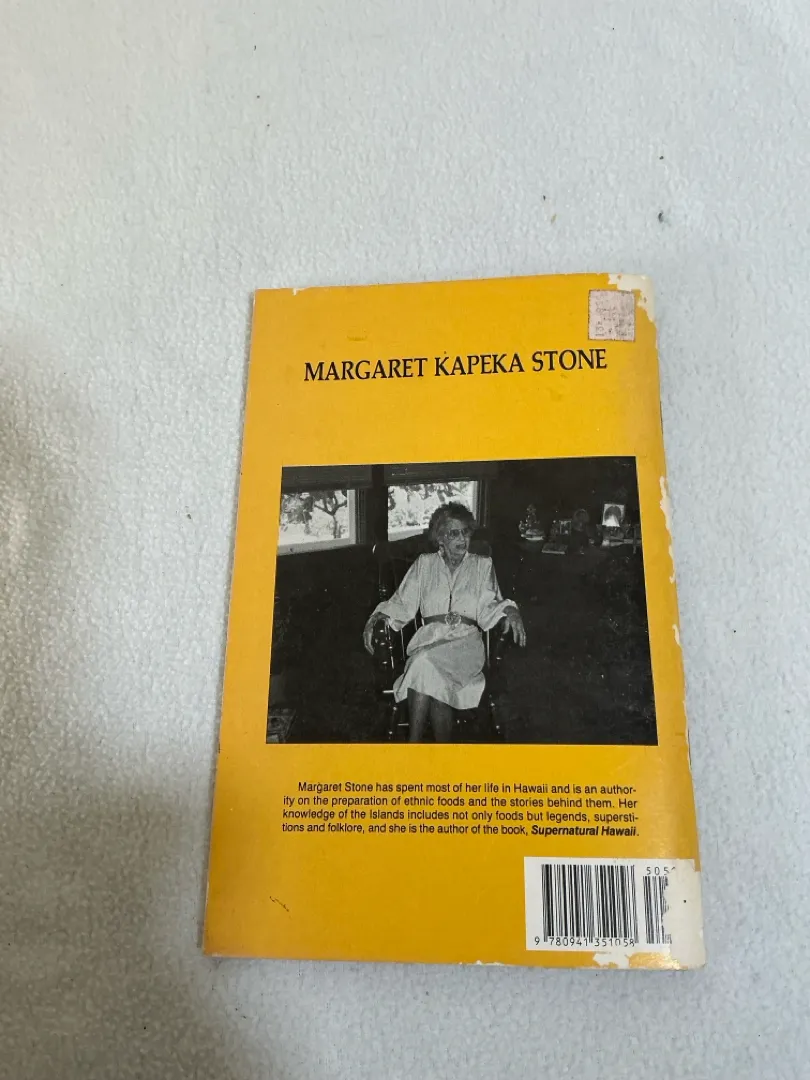 MARGARET KAPEKA STONE
Margaret Stone has spent most of her life in Hawaii and is an author-
ity on the preparation of ethnic foods and the stories behind them. Her
knowledge of the Islands includes not only foods but legends, supersti-
tions and folklore, and she is the author of the book, Supernatural Hawaii.
505
9 780941 351058